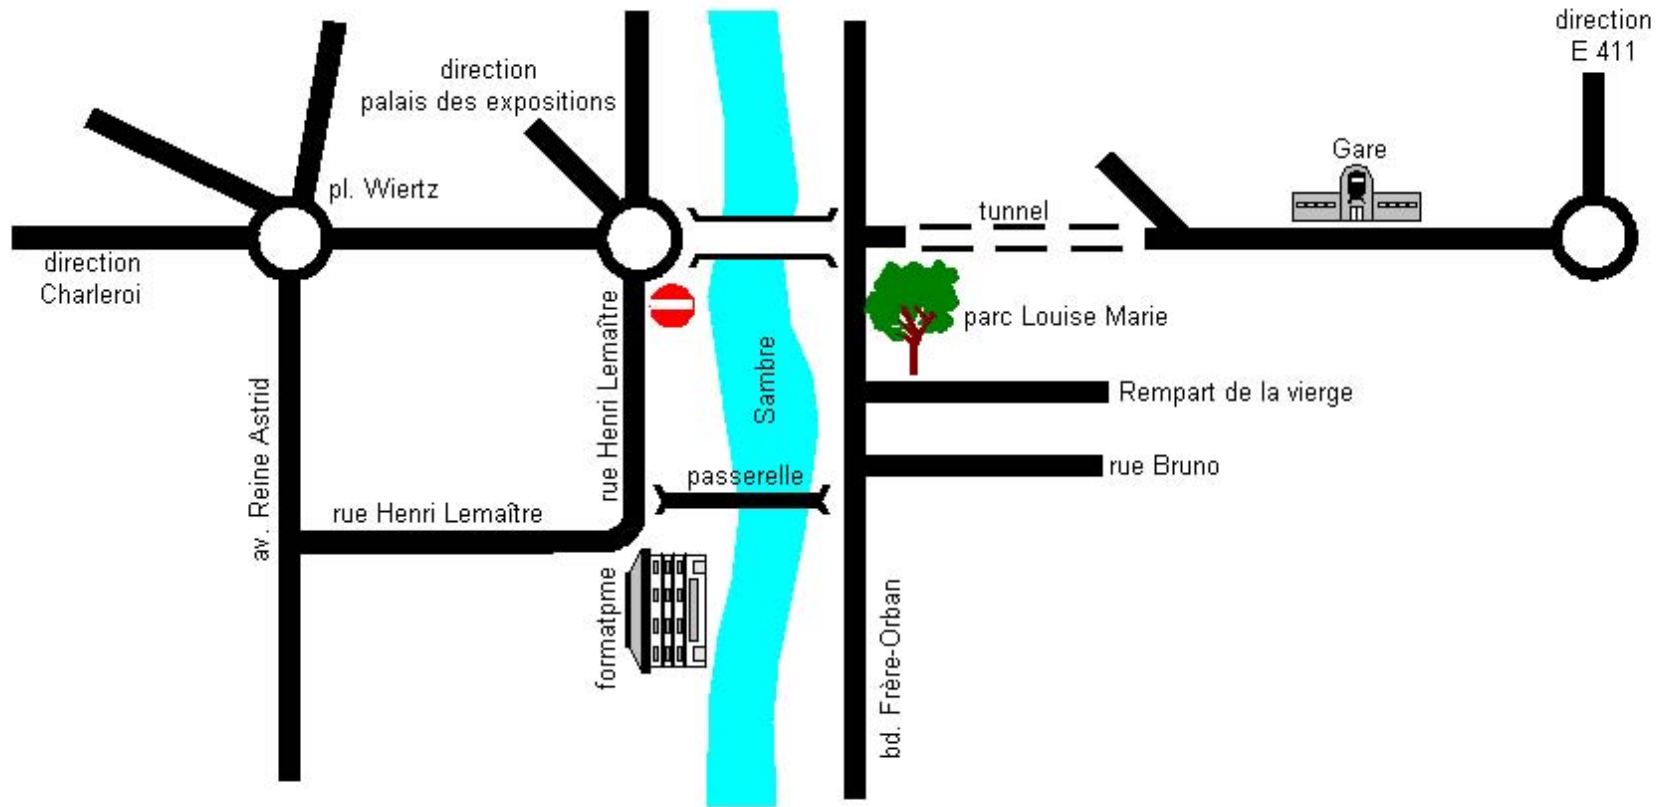 direction
E 411
direction
palais des expositions
Gare
pl. Wiertz
tunnel
direction
Charleroi
parc Louise Marie
rue Henri Lemaître
Sambre
Rempart de la vierge
av. Reine Astrid
rue Bruno
passerelle
rue Henri Lemaître
formatpme
bd. Frère-Orban